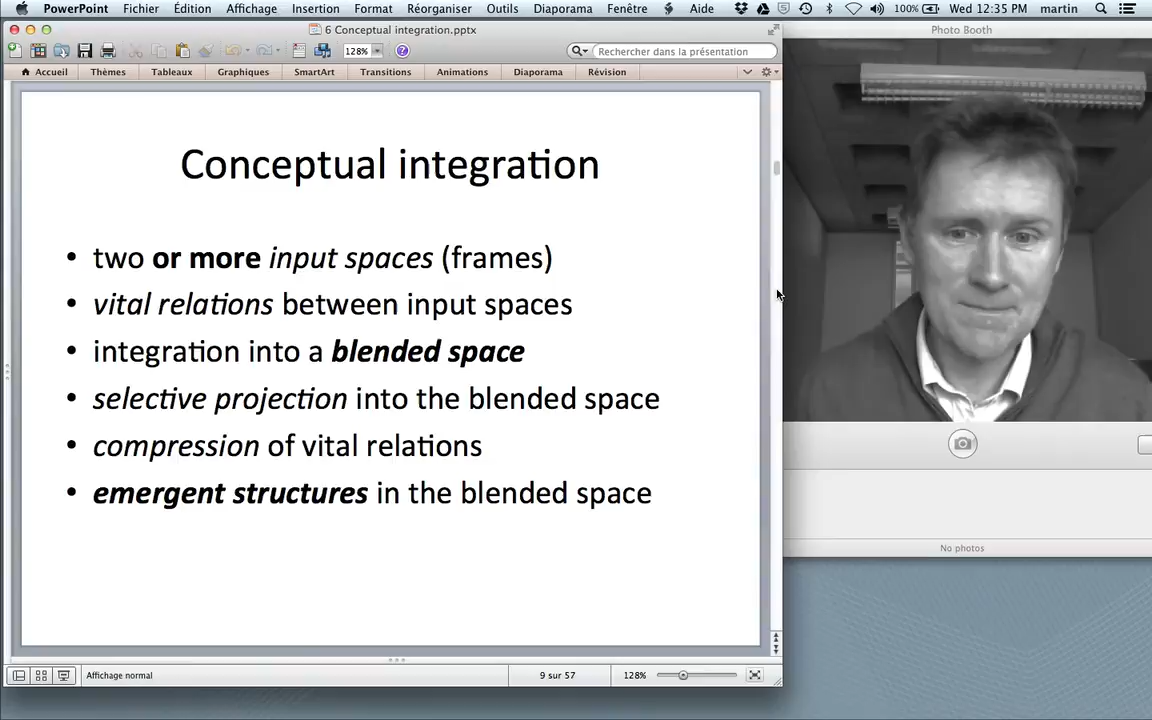 PowerPoint Fichier Édition Affichage Insertion Format Réorganiser Outils Diaporama Fenêtre Aide 100% Wed 12:35 PM martin
6 Conceptual integration.pptx
Photo Booth
128% Rechercher dans la présentation
Accueil Thèmes Tableaux Graphiques SmartArt Transitions Animations Diaporama Révision
Conceptual integration
• two or more input spaces (frames)
• vital relations between input spaces
• integration into a blended space
• selective projection into the blended space
• compression of vital relations
• emergent structures in the blended space
No photos
Affichage normal 9 sur 57 128%